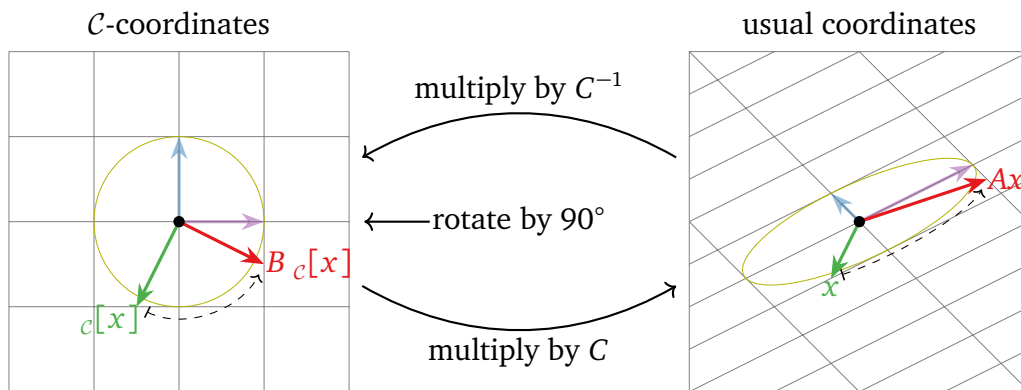 𝒞-coordinates
usual coordinates
multiply by C⁻¹
rotate by 90°
multiply by C
B 𝒞[x]
𝒞[x]
Ax
x